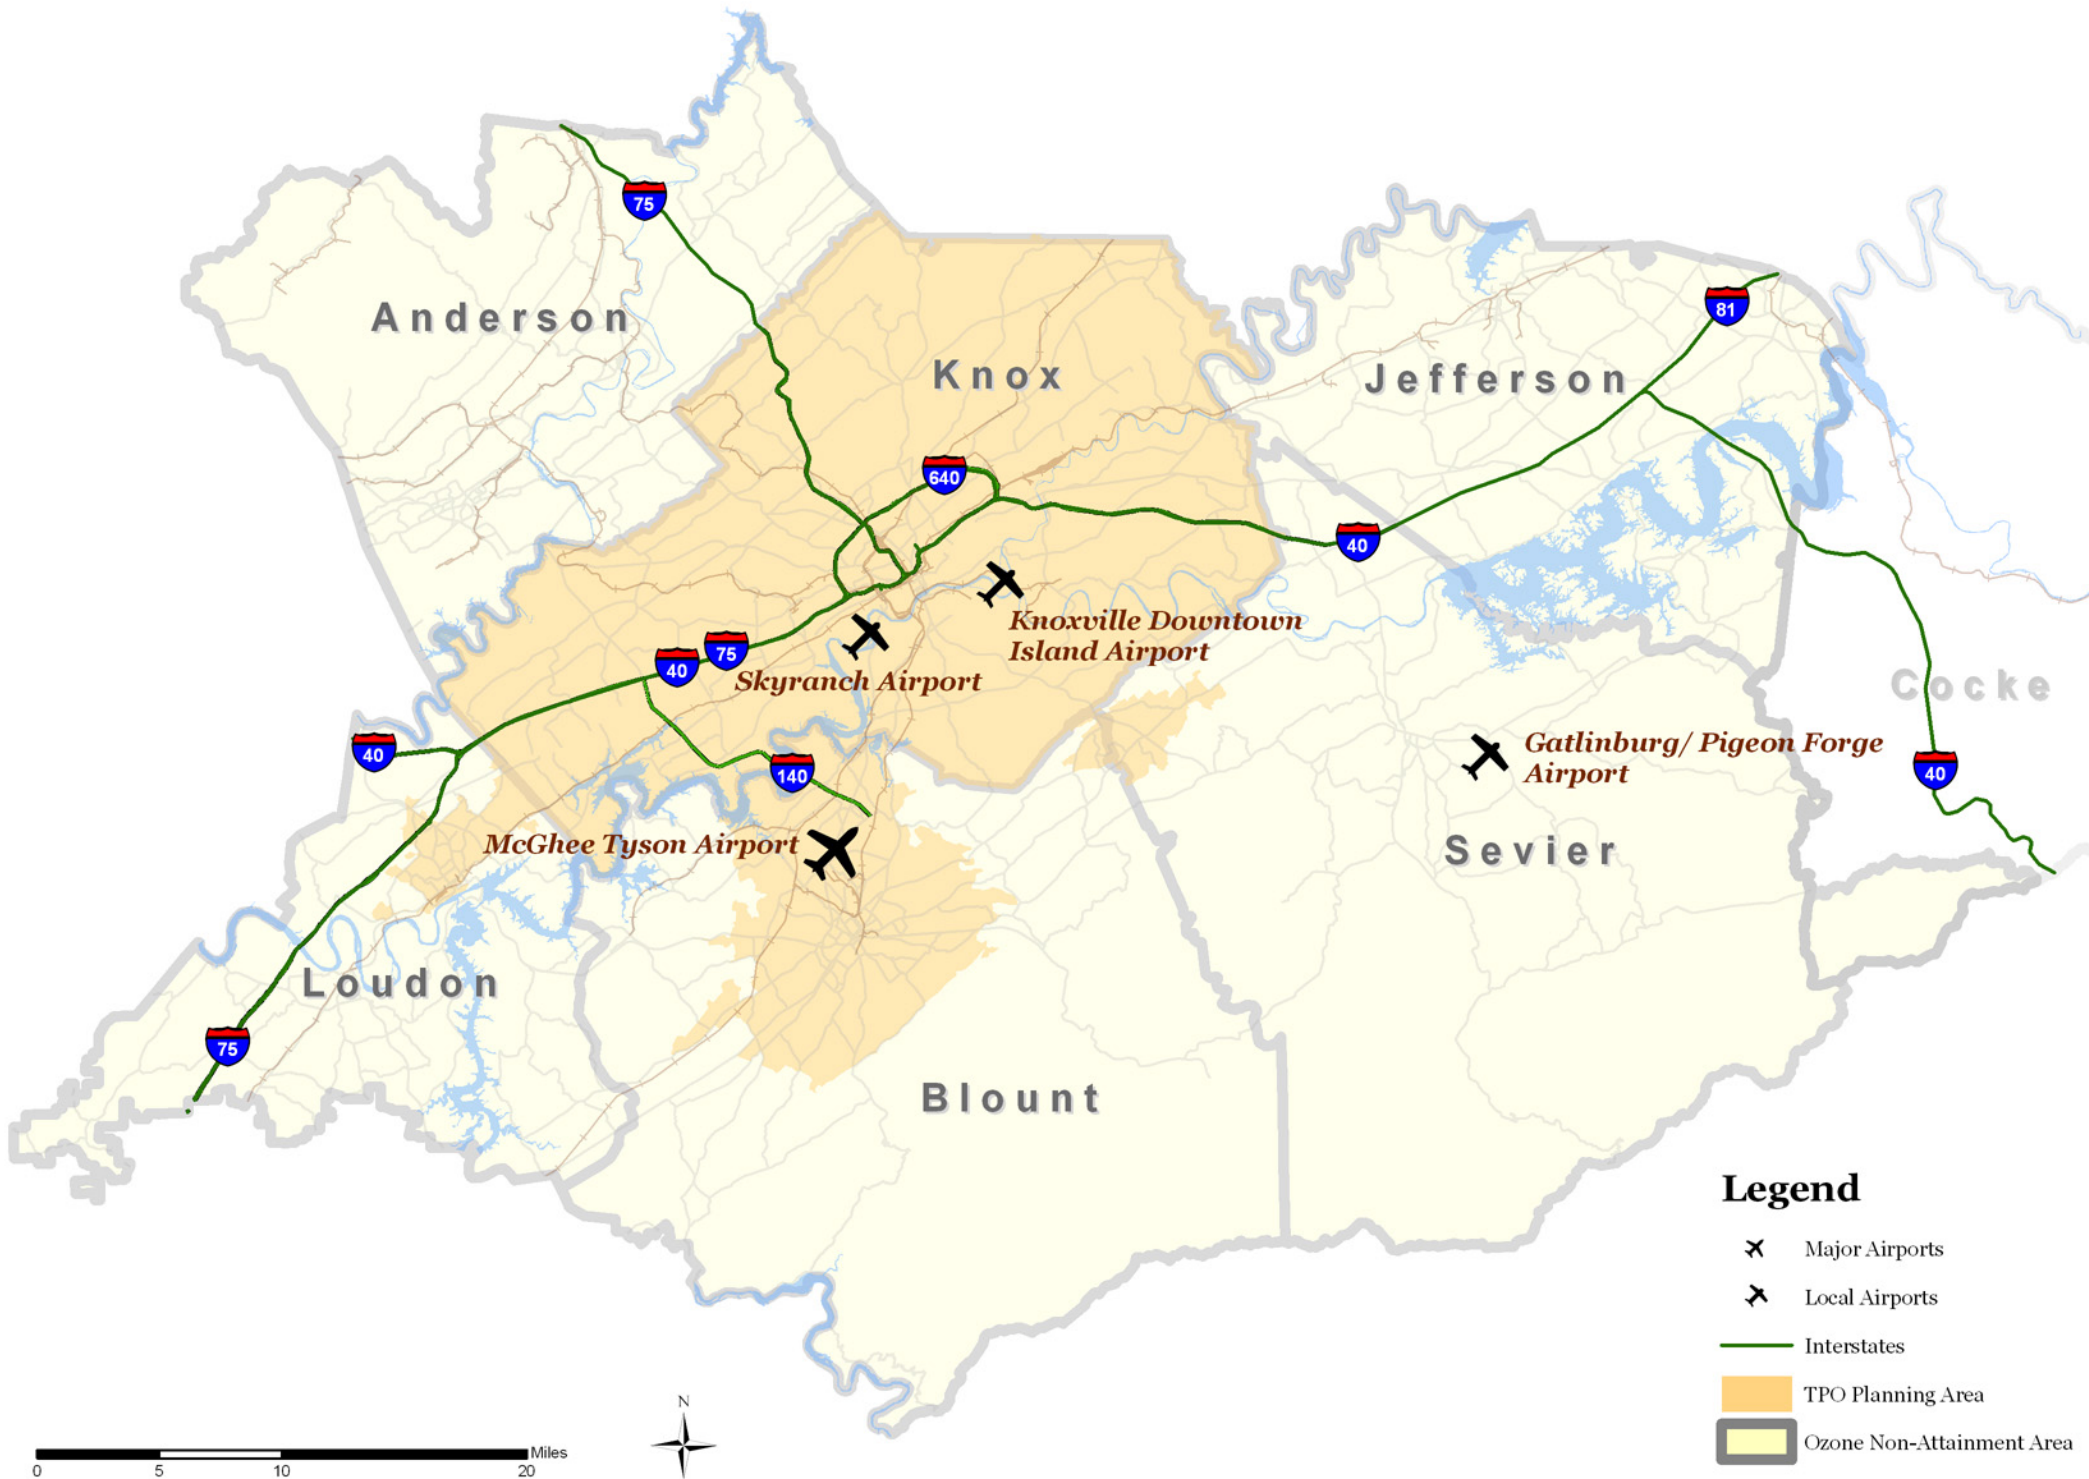 75
Anderson
81
Knox
Jefferson
640
40
Knoxville Downtown
Island Airport
75
40
Skyranch Airport
Cocke
40
140
Gatlinburg/ Pigeon Forge
Airport
40
McGhee Tyson Airport
Sevier
Loudon
75
Blount
Legend
Major Airports
Local Airports
Interstates
TPO Planning Area
Ozone Non-Attainment Area
N
Miles
0 5 10 20